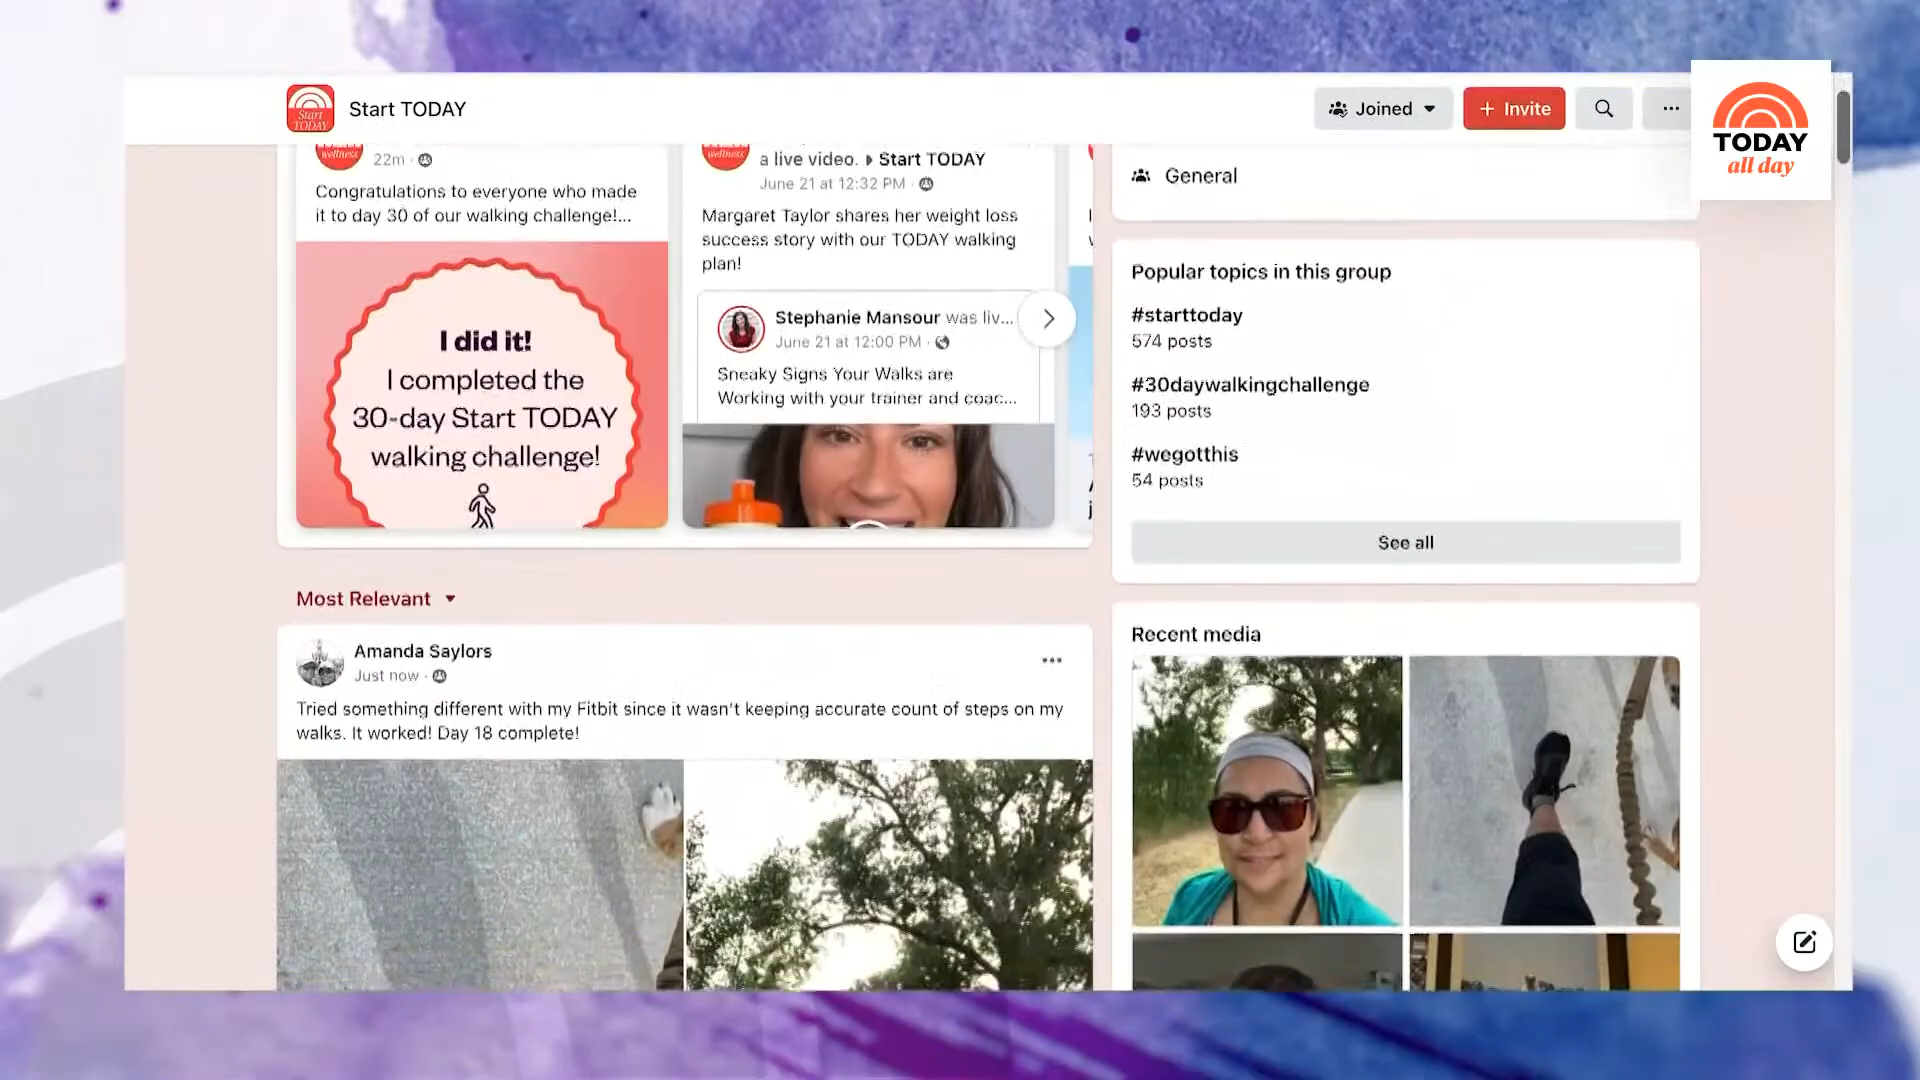 Start TODAY
Start
TODAY
Joined
Invite
TODAY
all day
wellness
22m
Congratulations to everyone who made
it to day 30 of our walking challenge!...
I did it!
I completed the
30-day Start TODAY
walking challenge!
wellness
a live video. Start TODAY
June 21 at 12:32 PM
Margaret Taylor shares her weight loss
success story with our TODAY walking
plan!
Stephanie Mansour was liv...
June 21 at 12:00 PM
Sneaky Signs Your Walks are
Working with your trainer and coac...
General
Popular topics in this group
#starttoday
574 posts
#30daywalkingchallenge
193 posts
#wegotthis
54 posts
See all
Most Relevant
Amanda Saylors
Just now
Tried something different with my Fitbit since it wasn't keeping accurate count of steps on my
walks. It worked! Day 18 complete!
Recent media